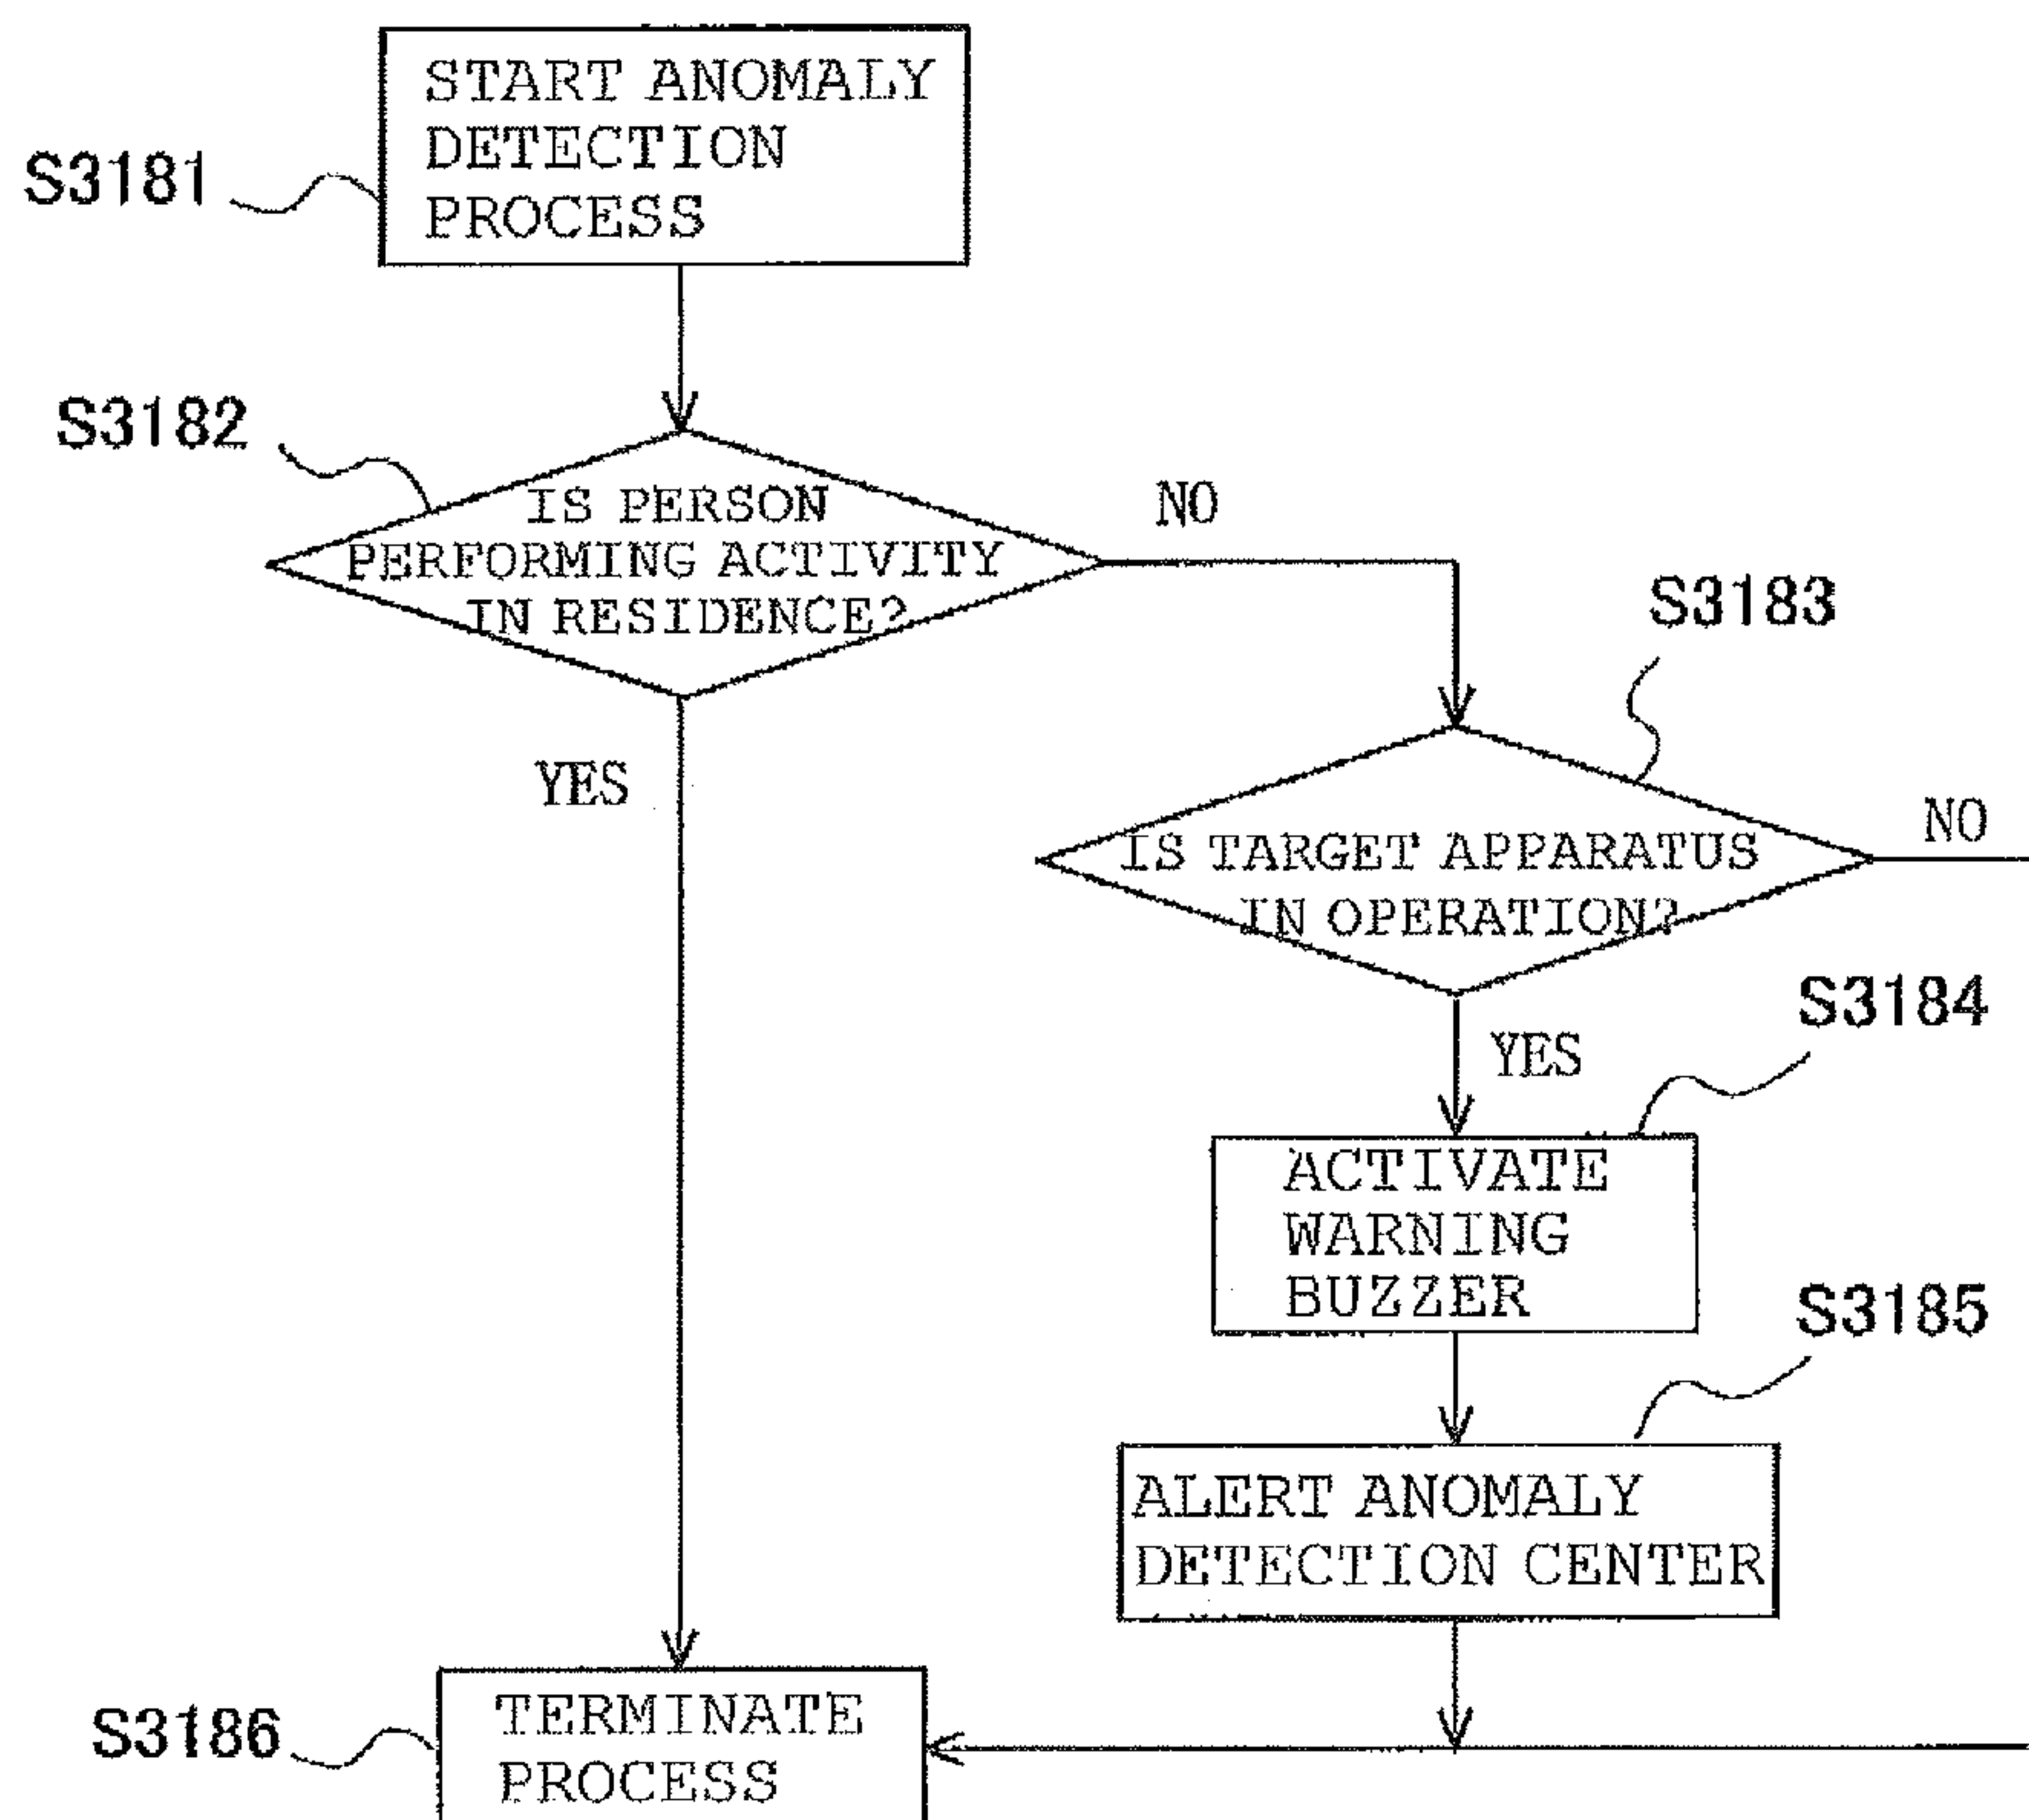 START ANOMALY
DETECTION
PROCESS
S3181
S3182
IS PERSON
PERFORMING ACTIVITY
IN RESIDENCE?
NO
YES
S3183
IS TARGET APPARATUS
IN OPERATION?
NO
YES
S3184
ACTIVATE
WARNING
BUZZER
S3185
ALERT ANOMALY
DETECTION CENTER
S3186
TERMINATE
PROCESS